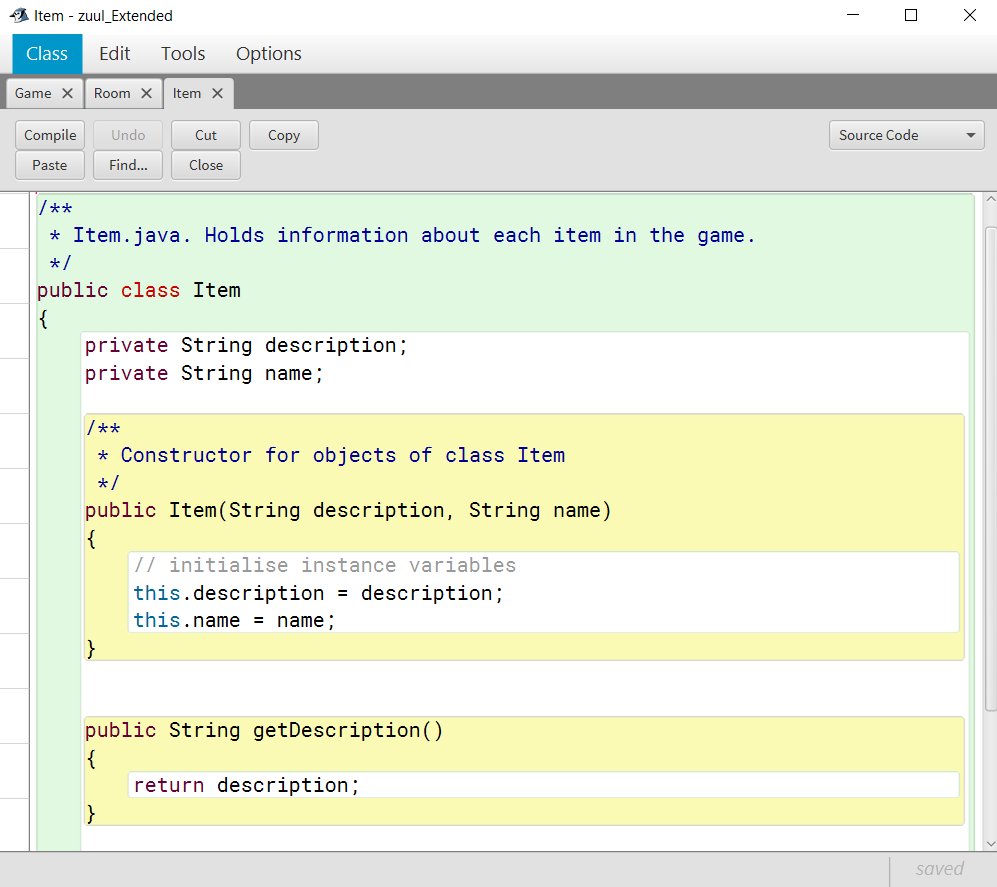 Item - zuul_Extended
Class Edit Tools Options
Game Room Item
Compile Undo Cut Copy Source Code
Paste Find... Close
/**
 * Item.java. Holds information about each item in the game.
 */
public class Item
{
private String description;
private String name;
/**
 * Constructor for objects of class Item
 */
public Item(String description, String name)
{
// initialise instance variables
this.description = description;
this.name = name;
}
public String getDescription()
{
return description;
}
saved